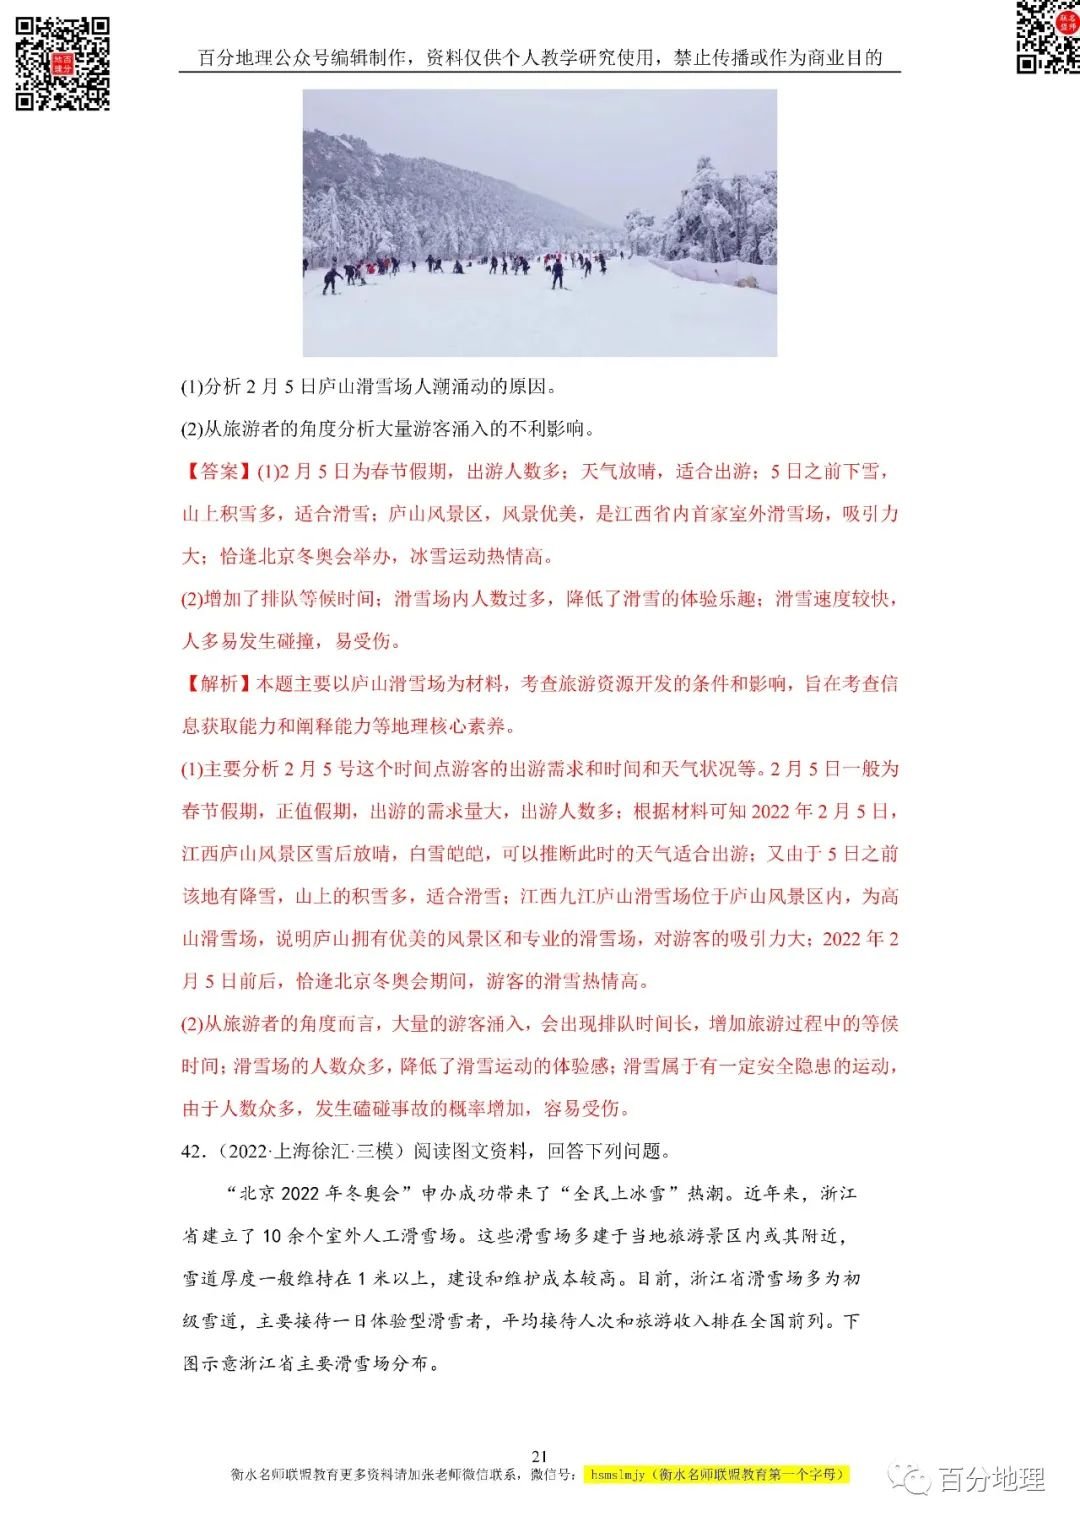 百分地理公众号编辑制作，资料仅供个人教学研究使用，禁止传播或作为商业目的
(1)分析 2 月 5 日庐山滑雪场人潮涌动的原因。
(2)从旅游者的角度分析大量游客涌入的不利影响。
【答案】(1)2 月 5 日为春节假期，出游人数多；天气放晴，适合出游；5 日之前下雪，
山上积雪多，适合滑雪；庐山风景区，风景优美，是江西省内首家室外滑雪场，吸引力
大；恰逢北京冬奥会举办，冰雪运动热情高。
(2)增加了排队等候时间；滑雪场内人数过多，降低了滑雪的体验乐趣；滑雪速度较快，
人多易发生碰撞，易受伤。
【解析】本题主要以庐山滑雪场为材料，考查旅游资源开发的条件和影响，旨在考查信
息获取能力和阐释能力等地理核心素养。
(1)主要分析 2 月 5 号这个时间点游客的出游需求和时间和天气状况等。2 月 5 日一般为
春节假期，正值假期，出游的需求量大，出游人数多；根据材料可知 2022 年 2 月 5 日，
江西庐山风景区雪后放晴，白雪皑皑，可以推断此时的天气适合出游；又由于 5 日之前
该地有降雪，山上的积雪多，适合滑雪；江西九江庐山滑雪场位于庐山风景区内，为高
山滑雪场，说明庐山拥有优美的风景区和专业的滑雪场，对游客的吸引力大；2022 年 2
月 5 日前后，恰逢北京冬奥会期间，游客的滑雪热情高。
(2)从旅游者的角度而言，大量的游客涌入，会出现排队时间长，增加旅游过程中的等候
时间；滑雪场的人数众多，降低了滑雪运动的体验感；滑雪属于有一定安全隐患的运动，
由于人数众多，发生磕碰事故的概率增加，容易受伤。
42.（2022·上海徐汇·三模）阅读图文资料，回答下列问题。
“北京 2022 年冬奥会”申办成功带来了“全民上冰雪”热潮。近年来，浙江
省建立了 10 余个室外人工滑雪场。这些滑雪场多建于当地旅游景区内或其附近，
雪道厚度一般维持在 1 米以上，建设和维护成本较高。目前，浙江省滑雪场多为初
级雪道，主要接待一日体验型滑雪者，平均接待人次和旅游收入排在全国前列。下
图示意浙江省主要滑雪场分布。
21
衡水名师联盟教育更多资料请加张老师微信联系，微信号： hsmslmjy（衡水名师联盟教育第一个字母）
百分地理